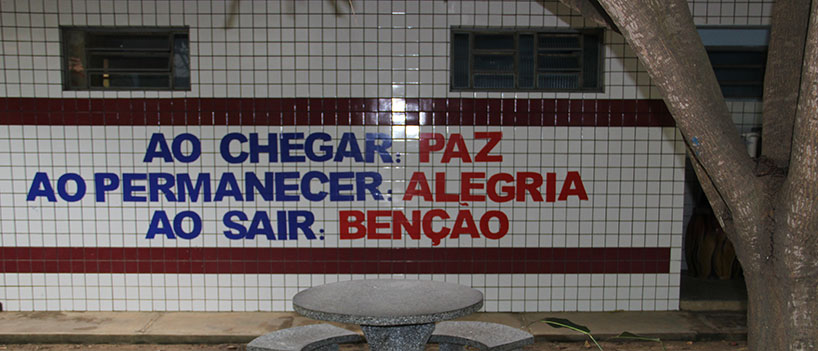 AO CHEGAR: PAZ
AO PERMANECER: ALEGRIA
AO SAIR: BENÇÃO